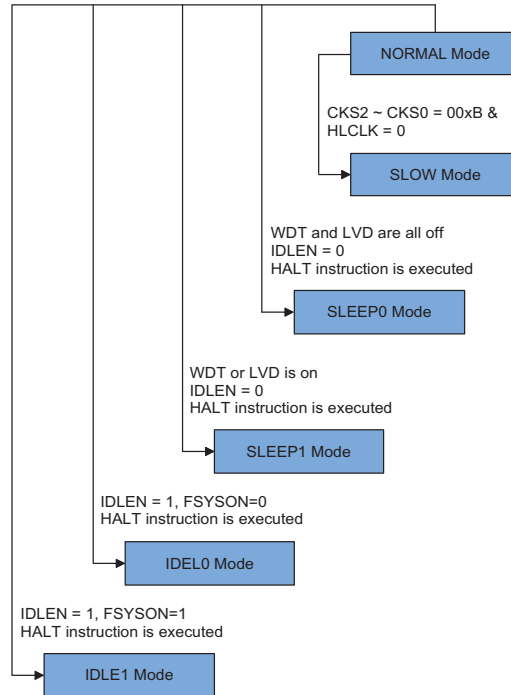 NORMAL Mode
CKS2 ~ CKS0 = 00xB &
HLCLK = 0
SLOW Mode
WDT and LVD are all off
IDLEN = 0
HALT instruction is executed
SLEEP0 Mode
WDT or LVD is on
IDLEN = 0
HALT instruction is executed
SLEEP1 Mode
IDLEN = 1, FSYSON=0
HALT instruction is executed
IDEL0 Mode
IDLEN = 1, FSYSON=1
HALT instruction is executed
IDLE1 Mode